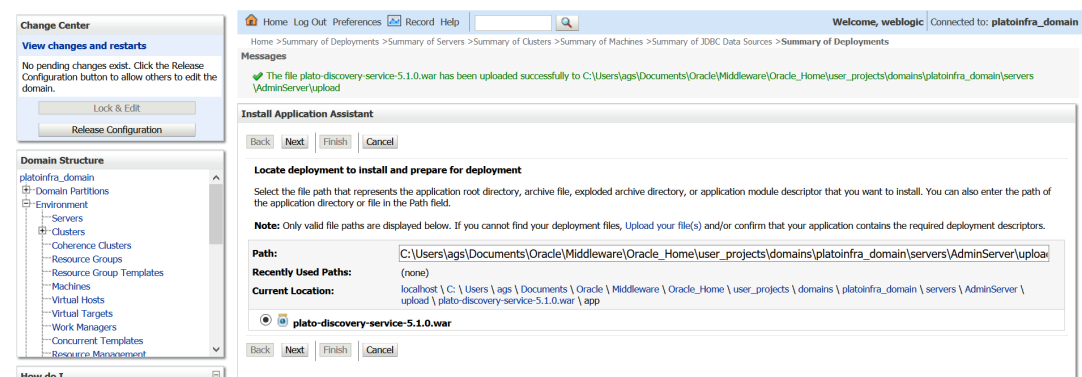 Change Center
View changes and restarts
No pending changes exist. Click the Release
Configuration button to allow others to edit the
domain.
Lock & Edit
Release Configuration
Domain Structure
platoinfra_domain
Domain Partitions
Environment
Servers
Clusters
Coherence Clusters
Resource Groups
Resource Group Templates
Machines
Virtual Hosts
Virtual Targets
Work Managers
Concurrent Templates
Resource Management
How do I
Home Log Out Preferences Record Help
Welcome, weblogic Connected to: platoinfra_domain
Home >Summary of Deployments >Summary of Servers >Summary of Clusters >Summary of Machines >Summary of JDBC Data Sources >Summary of Deployments
Messages
The file plato-discovery-service-5.1.0.war has been uploaded successfully to C:\Users\ags\Documents\Oracle\Middleware\Oracle_Home\user_projects\domains\platoinfra_domain\servers
\AdminServer\upload
Install Application Assistant
Back Next Finish Cancel
Locate deployment to install and prepare for deployment
Select the file path that represents the application root directory, archive file, exploded archive directory, or application module descriptor that you want to install. You can also enter the path of
the application directory or file in the Path field.
Note: Only valid file paths are displayed below. If you cannot find your deployment files, Upload your file(s) and/or confirm that your application contains the required deployment descriptors.
Path: C:\Users\ags\Documents\Oracle\Middleware\Oracle_Home\user_projects\domains\platoinfra_domain\servers\AdminServer\uploa
Recently Used Paths: (none)
Current Location: localhost \ C: \ Users \ ags \ Documents \ Oracle \ Middleware \ Oracle_Home \ user_projects \ domains \ platoinfra_domain \ servers \ AdminServer \
upload \ plato-discovery-service-5.1.0.war \ app
plato-discovery-service-5.1.0.war
Back Next Finish Cancel